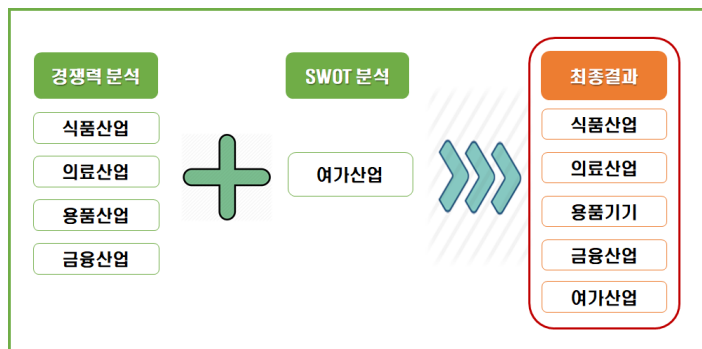 경쟁력 분석
식품산업
의료산업
용품산업
금융산업
SWOT 분석
여가산업
최종결과
식품산업
의료산업
용품기기
금융산업
여가산업